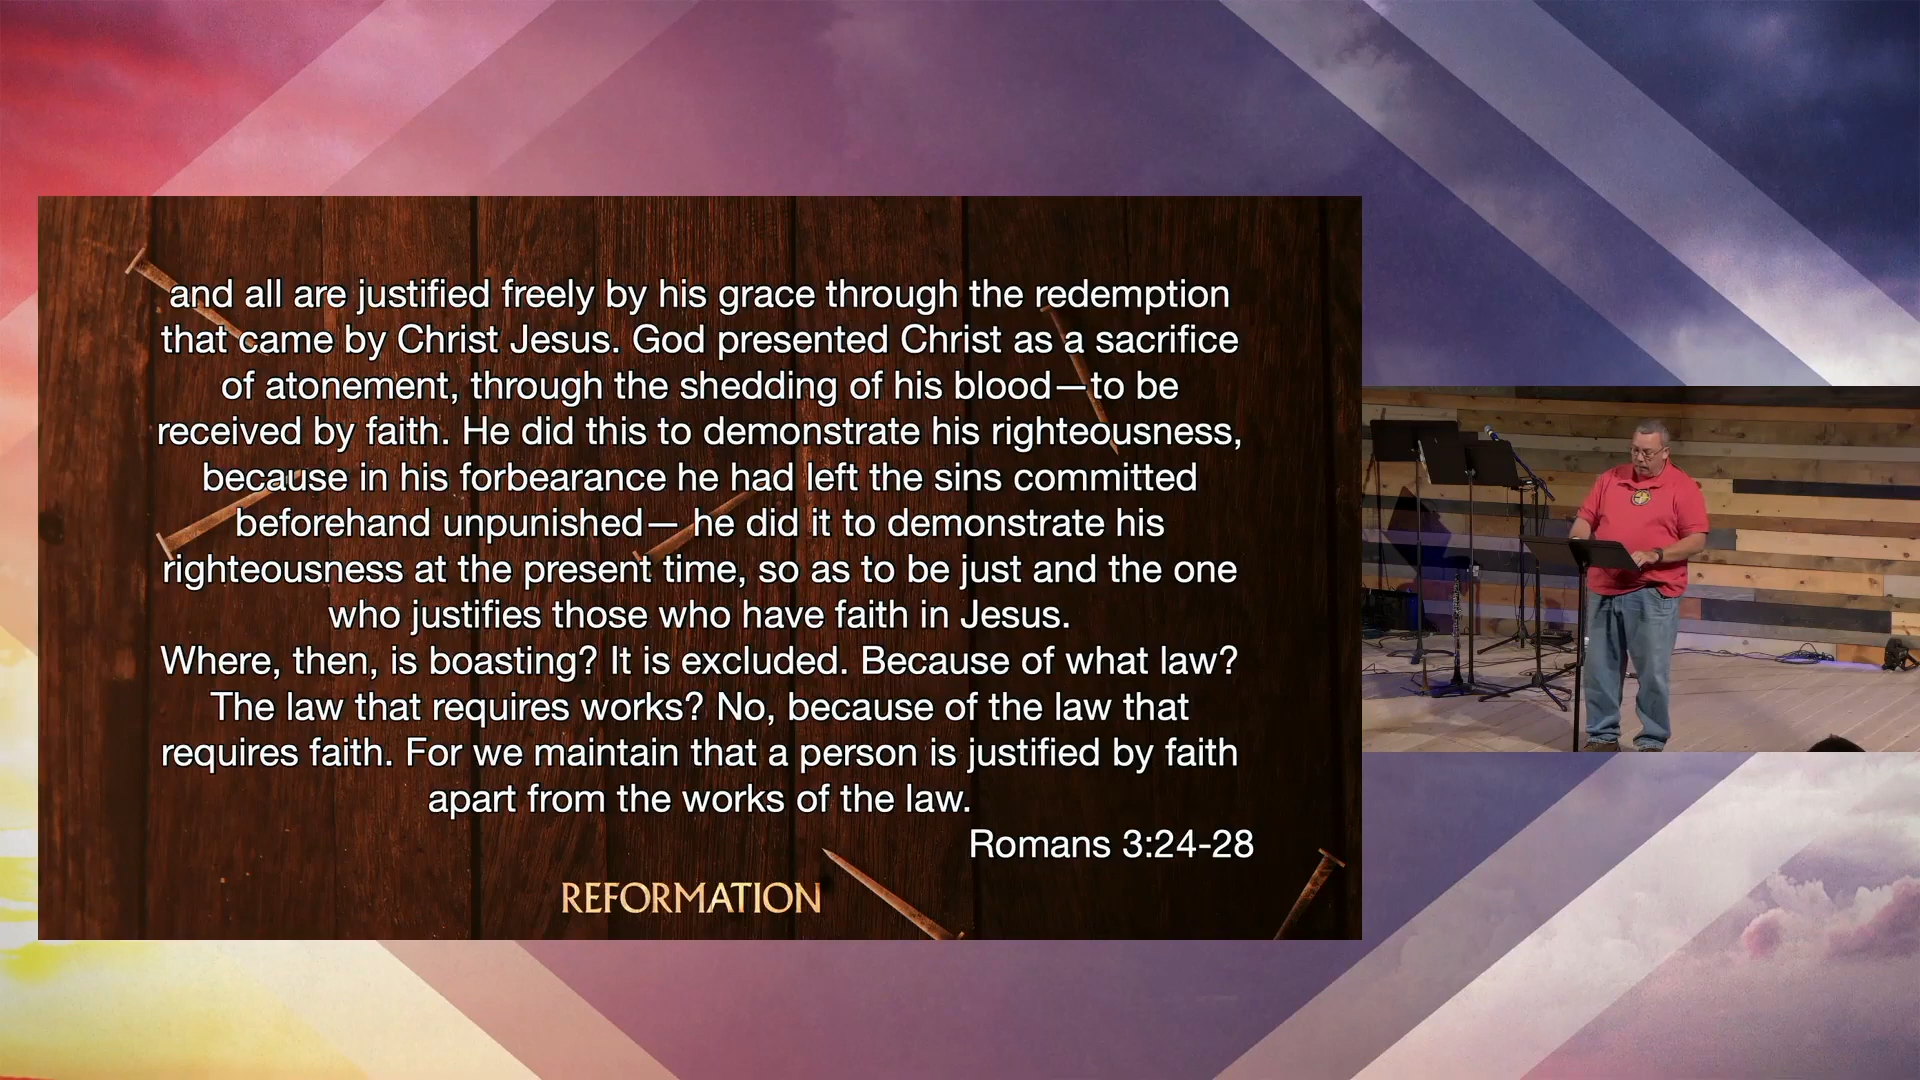 and all are justified freely by his grace through the redemption
that came by Christ Jesus. God presented Christ as a sacrifice
of atonement, through the shedding of his blood—to be
received by faith. He did this to demonstrate his righteousness,
because in his forbearance he had left the sins committed
beforehand unpunished— he did it to demonstrate his
righteousness at the present time, so as to be just and the one
who justifies those who have faith in Jesus.
Where, then, is boasting? It is excluded. Because of what law?
The law that requires works? No, because of the law that
requires faith. For we maintain that a person is justified by faith
apart from the works of the law.
Romans 3:24-28
REFORMATION